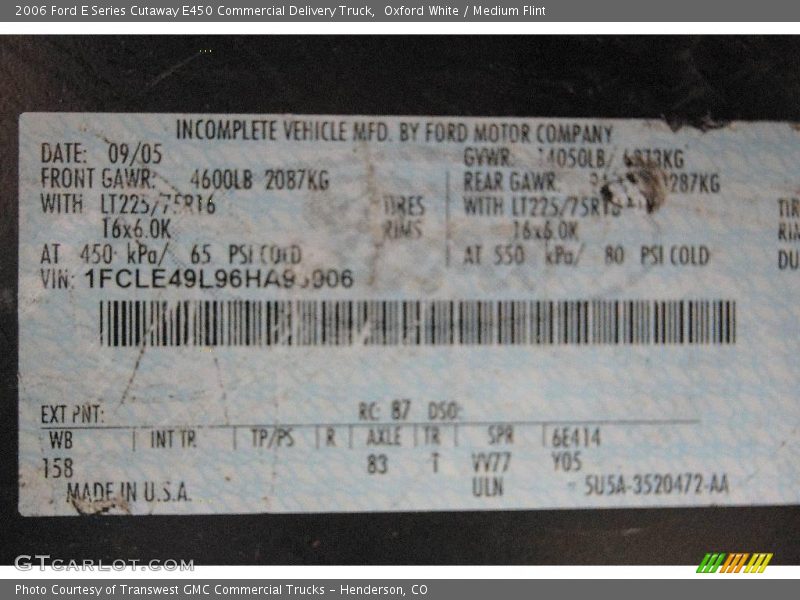 2006 Ford E Series Cutaway E450 Commercial Delivery Truck, Oxford White / Medium Flint
INCOMPLETE VEHICLE MFD. BY FORD MOTOR COMPANY
DATE: 09/05 GVWR:
FRONT GAWR: 4600LB 2087KG REAR GAWR:
WITH LT225/75R16 TIRES WITH LT225/75R16 TIR
16x6.0K RIMS 16x6.0K RIM
AT 450 kPa/ 65 PSI COLD AT 550 kPa/ 80 PSI COLD DU
VIN:
EXT PNT: RC: 87 DSO:
WB INT TR TP/PS R AXLE TR SPR 6E414
158 83 T VV77 Y05
ULN 5U5A-3520472-AA
MADE IN U.S.A.
GTCARLOT.COM
Photo Courtesy of Transwest GMC Commercial Trucks – Henderson, CO